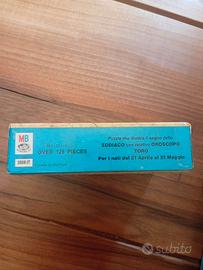 MB
OVER 125 PIECES
Puzzle che illustra il segno dello
ZODIACO con relativo OROSCOPO
TORO
Per i nati dal 21 Aprile al 21 Maggio
subito